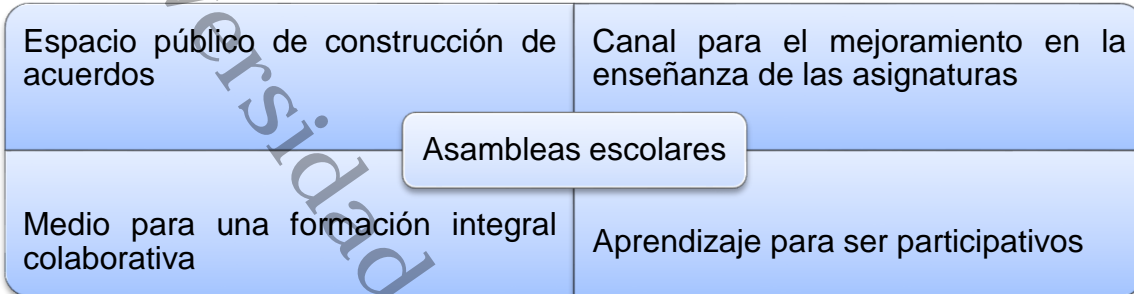 Espacio público de construcción de
acuerdos
Canal para el mejoramiento en la
enseñanza de las asignaturas
Asambleas escolares
Medio para una formación integral
colaborativa
Aprendizaje para ser participativos